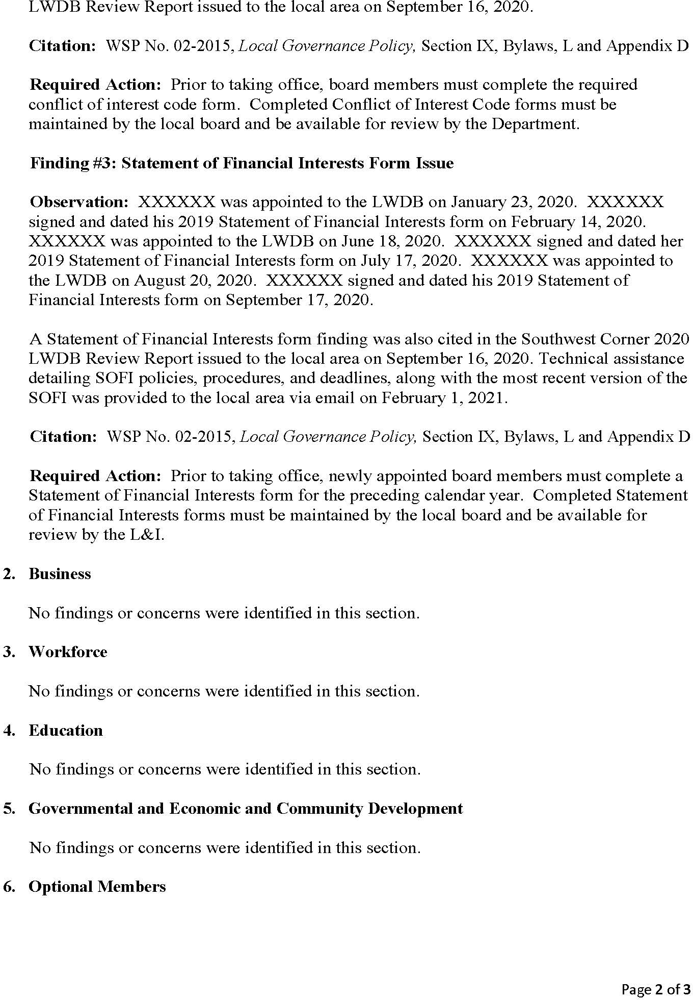 LWDB Review Report issued to the local area on September 16, 2020.
Citation: WSP No. 02-2015, Local Governance Policy, Section IX, Bylaws, L and Appendix D
Required Action: Prior to taking office, board members must complete the required
conflict of interest code form. Completed Conflict of Interest Code forms must be
maintained by the local board and be available for review by the Department.
Finding #3: Statement of Financial Interests Form Issue
Observation: XXXXXX was appointed to the LWDB on January 23, 2020. XXXXXX
signed and dated his 2019 Statement of Financial Interests form on February 14, 2020.
XXXXXX was appointed to the LWDB on June 18, 2020. XXXXXX signed and dated her
2019 Statement of Financial Interests form on July 17, 2020. XXXXXX was appointed to
the LWDB on August 20, 2020. XXXXXX signed and dated his 2019 Statement of
Financial Interests form on September 17, 2020.
A Statement of Financial Interests form finding was also cited in the Southwest Corner 2020
LWDB Review Report issued to the local area on September 16, 2020. Technical assistance
detailing SOFI policies, procedures, and deadlines, along with the most recent version of the
SOFI was provided to the local area via email on February 1, 2021.
Citation: WSP No. 02-2015, Local Governance Policy, Section IX, Bylaws, L and Appendix D
Required Action: Prior to taking office, newly appointed board members must complete a
Statement of Financial Interests form for the preceding calendar year. Completed Statement
of Financial Interests forms must be maintained by the local board and be available for
review by the L&I.
2. Business
No findings or concerns were identified in this section.
3. Workforce
No findings or concerns were identified in this section.
4. Education
No findings or concerns were identified in this section.
5. Governmental and Economic and Community Development
No findings or concerns were identified in this section.
6. Optional Members
Page 2 of 3